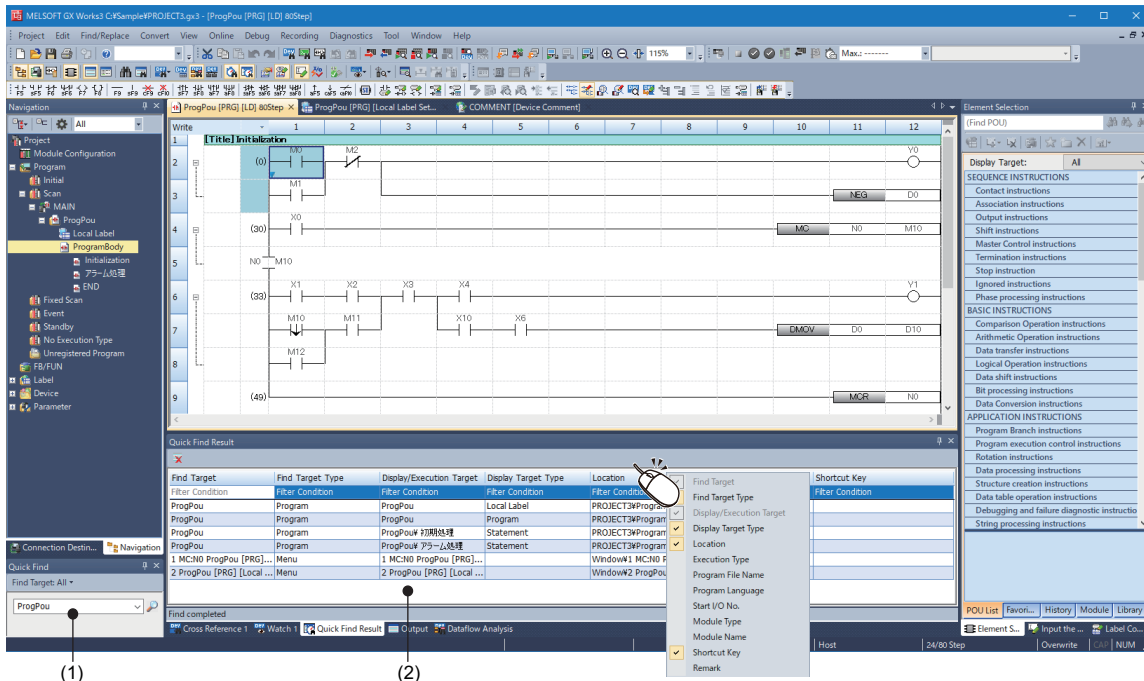 MELSOFT GX Works3 C:¥Sample¥PROJECT3.gx3 - [ProgPou [PRG] [LD] 80Step]
Project Edit Find/Replace Convert View Online Debug Recording Diagnostics Tool Window Help
115%
Max.: -------
Navigation
All
Project
Module Configuration
Program
Initial
Scan
MAIN
ProgPou
Local Label
ProgramBody
Initialization
アラーム処理
END
Fixed Scan
Event
Standby
No Execution Type
Unregistered Program
FB/FUN
Label
Device
Parameter
Connection Destin... Navigation
Quick Find
Find Target: All
ProgPou
(1)
ProgPou [PRG] [LD] 80Step
ProgPou [PRG] [Local Label Set...
COMMENT [Device Comment]
Write 1 2 3 4 5 6 7 8 9 10 11 12
1 [Title] Initialization
2 (0) M0 M2 Y0
3 M1 NEG D0
4 (30) X0 MC N0 M10
5 N0 M10
6 (33) X1 X2 X3 X4 Y1
7 M10 M11 X10 X6 DMOV D0 D10
8 M12
9 (49) MCR N0
Quick Find Result
Find Target Find Target Type Display/Execution Target Display Target Type Location Shortcut Key
Filter Condition Filter Condition Filter Condition Filter Condition Filter Condition Filter Condition
ProgPou Program ProgPou Local Label PROJECT3¥Program
ProgPou Program ProgPou Program PROJECT3¥Program
ProgPou Program ProgPou¥ 初期処理 Statement PROJECT3¥Program
ProgPou Program ProgPou¥ アラーム処理 Statement PROJECT3¥Program
1 MC:N0 ProgPou [PRG]... Menu 1 MC:N0 ProgPou [PRG]... Window¥1 MC:N0 P
2 ProgPou [PRG] [Local ... Menu 2 ProgPou [PRG] [Local ... Window¥2 ProgPou
Find Target
Find Target Type
Display/Execution Target
Display Target Type
Location
Execution Type
Program File Name
Program Language
Start I/O No.
Module Type
Module Name
Shortcut Key
Remark
Find completed
Cross Reference 1 Watch 1 Quick Find Result Output Dataflow Analysis
(2)
Element Selection
(Find POU)
Display Target: All
SEQUENCE INSTRUCTIONS
Contact instructions
Association instructions
Output instructions
Shift instructions
Master Control instructions
Termination instructions
Stop instruction
Ignored instructions
Phase processing instructions
BASIC INSTRUCTIONS
Comparison Operation instructions
Arithmetic Operation instructions
Data transfer instructions
Logical Operation instructions
Data shift instructions
Bit processing instructions
Data Conversion instructions
APPLICATION INSTRUCTIONS
Program Branch instructions
Program execution control instructions
Rotation instructions
Data processing instructions
Structure creation instructions
Data table operation instructions
Debugging and failure diagnostic instructio
String processing instructions
POU List Favori... History Module Library
Element S... Input the ... Label Co...
Host 24/80 Step Overwrite CAP NUM